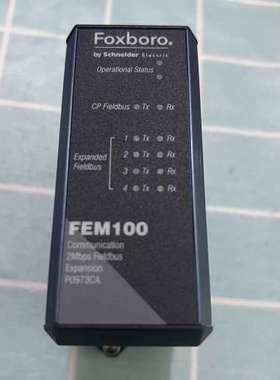 Foxboro.
by Schneider Electric
Operational Status
CP Fieldbus Tx Rx
1 Tx Rx
Expanded Fieldbus
2 Tx Rx
3 Tx Rx
4 Tx Rx
FEM100
Communication
2Mbps Fieldbus
Expansion
P0973CA